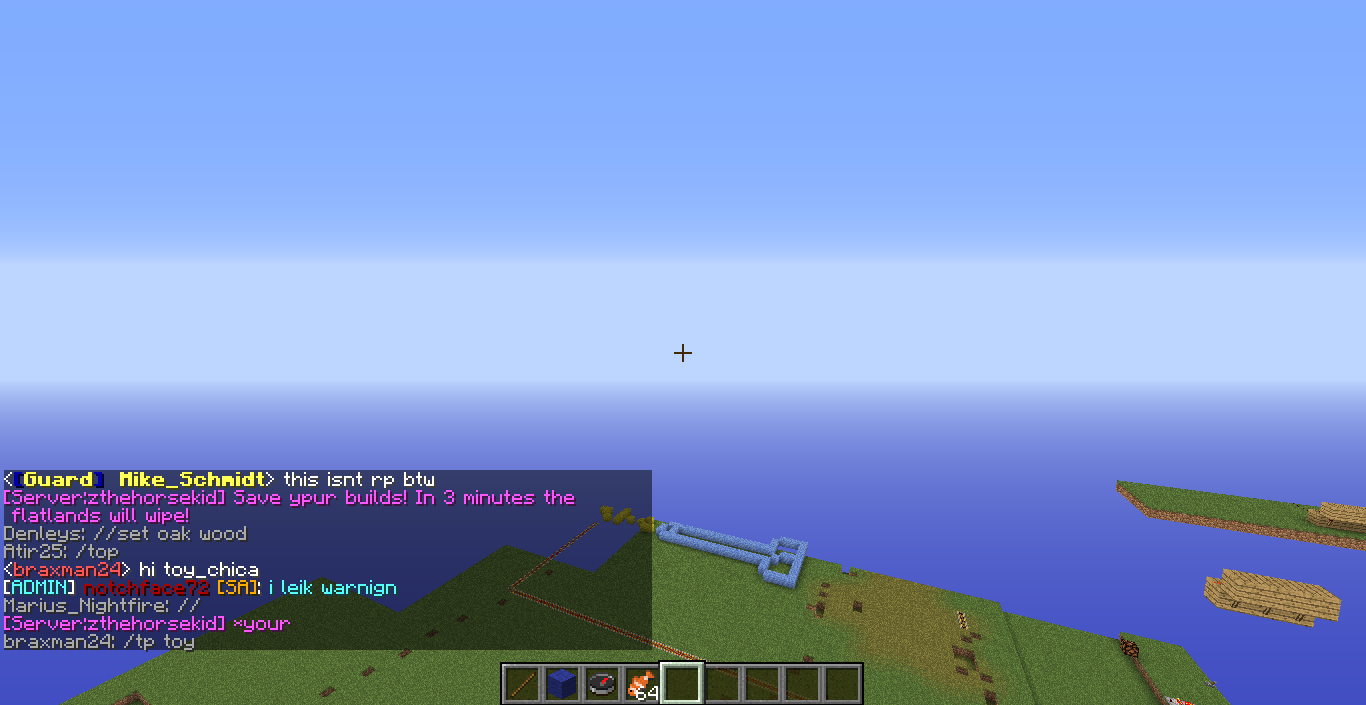 <[Guard] Mike_Schmidt> this isnt rp btw
[Server:zthehorsekid] Save ypur builds! In 3 minutes the
flatlands will wipe!
Denleys: //set oak wood
Atir25: /top
<braxman24> hi toy_chica
[ADMIN] notchface72 [SA]: i leik warnign
Marius_Nightfire: //
[Server:zthehorsekid] *your
braxman24: /tp toy
64